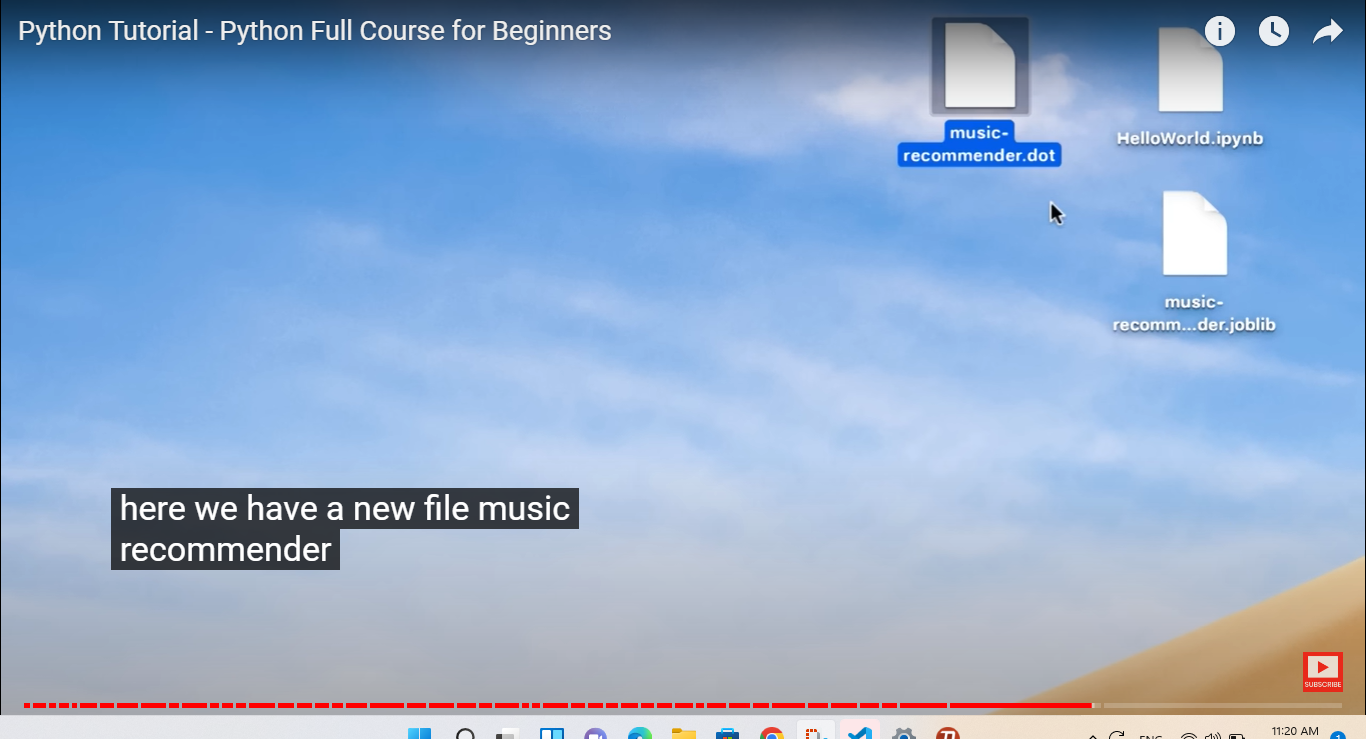 Python Tutorial - Python Full Course for Beginners
music-
recommender.dot
HelloWorld.ipynb
music-
recomm...der.joblib
here we have a new file music
recommender
SUBSCRIBE
ENG
11:20 AM
1